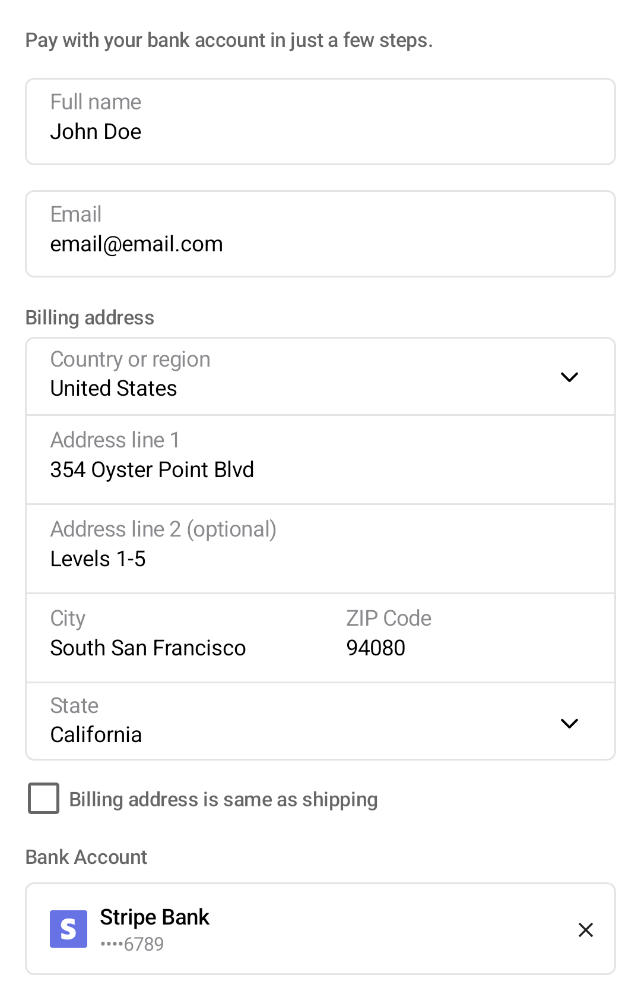 Pay with your bank account in just a few steps.
Full name
John Doe
Email
email@email.com
Billing address
Country or region
United States
Address line 1
354 Oyster Point Blvd
Address line 2 (optional)
Levels 1-5
City ZIP Code
South San Francisco 94080
State
California
Billing address is same as shipping
Bank Account
S Stripe Bank
••••6789